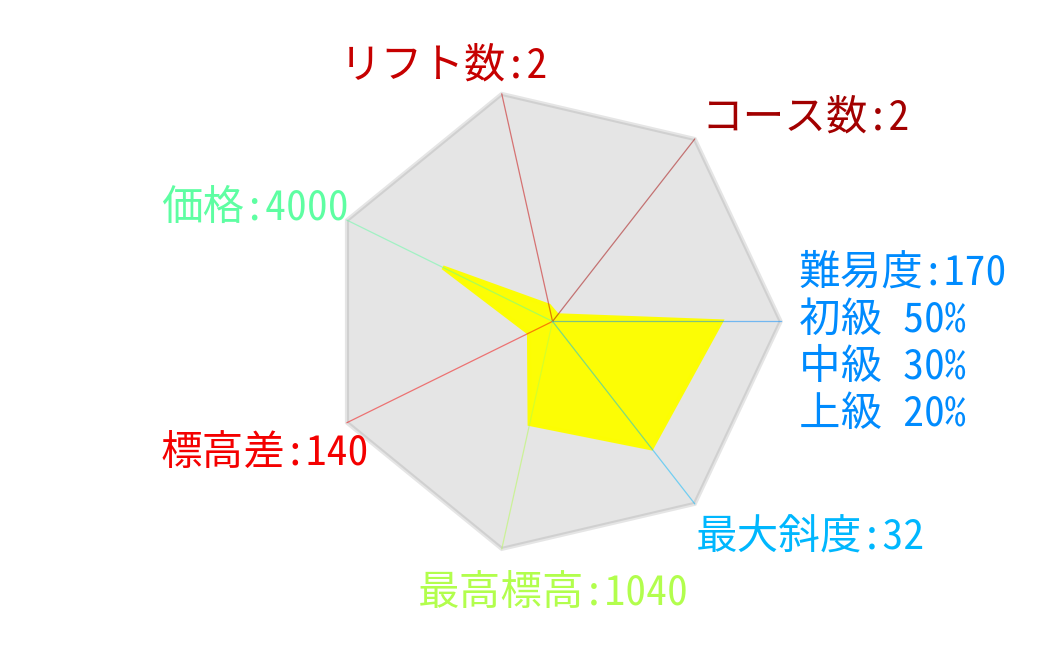 リフト数:2
コース数:2
価格:4000
難易度:170
初級 50%
中級 30%
上級 20%
標高差:140
最大斜度:32
最高標高:1040